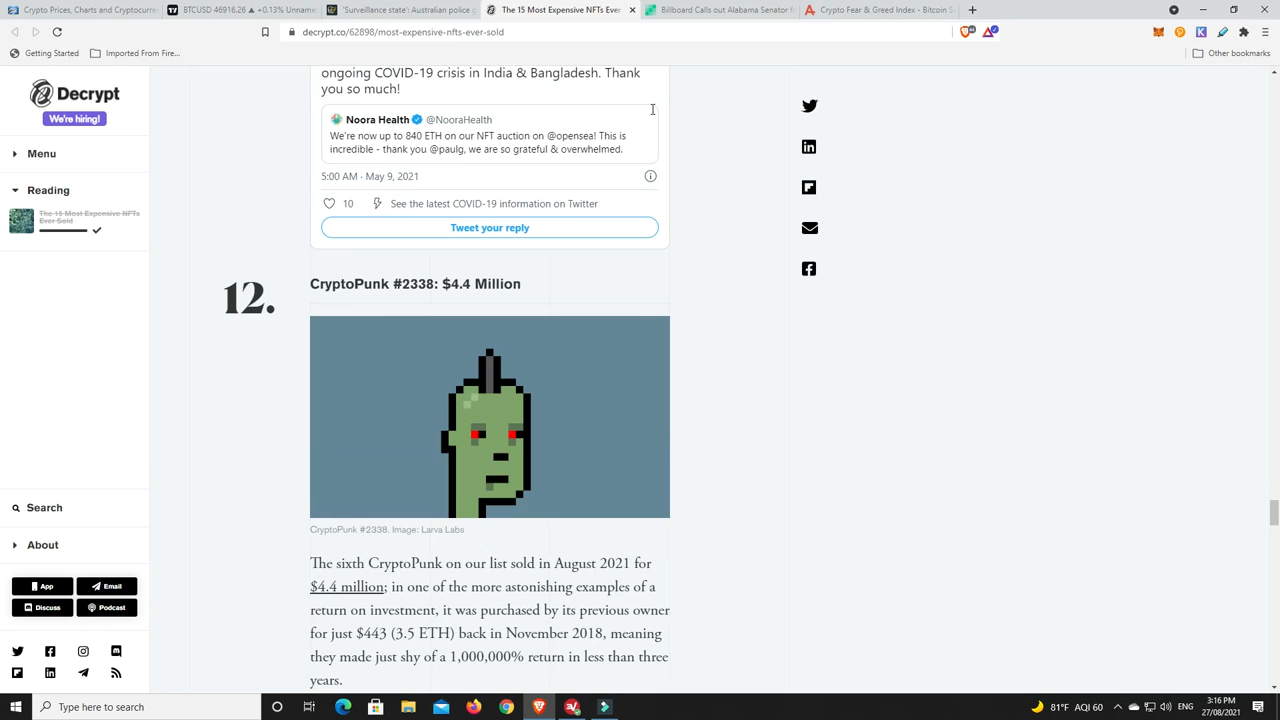 Crypto Prices, Charts and Cryptocurre
BTCUSD 46916.26 ▲ +0.13% Unname
'Surveillance state': Australian police g
The 15 Most Expensive NFTs Ever
Billboard Calls out Alabama Senator f
Crypto Fear & Greed Index - Bitcoin S
decrypt.co/62898/most-expensive-nfts-ever-sold
Getting Started
Imported From Fire...
Other bookmarks
Decrypt
We're hiring!
Menu
Reading
The 15 Most Expensive NFTs
Ever Sold
Search
About
App
Email
Discuss
Podcast
ongoing COVID-19 crisis in India & Bangladesh. Thank
you so much!
Noora Health @NooraHealth
We're now up to 840 ETH on our NFT auction on @opensea! This is
incredible - thank you @paulg, we are so grateful & overwhelmed.
5:00 AM · May 9, 2021
10 See the latest COVID-19 information on Twitter
Tweet your reply
12.
CryptoPunk #2338: $4.4 Million
CryptoPunk #2338. Image: Larva Labs
The sixth CryptoPunk on our list sold in August 2021 for
$4.4 million; in one of the more astonishing examples of a
return on investment, it was purchased by its previous owner
for just $443 (3.5 ETH) back in November 2018, meaning
they made just shy of a 1,000,000% return in less than three
years.
Type here to search
81°F AQI 60
3:16 PM
27/08/2021